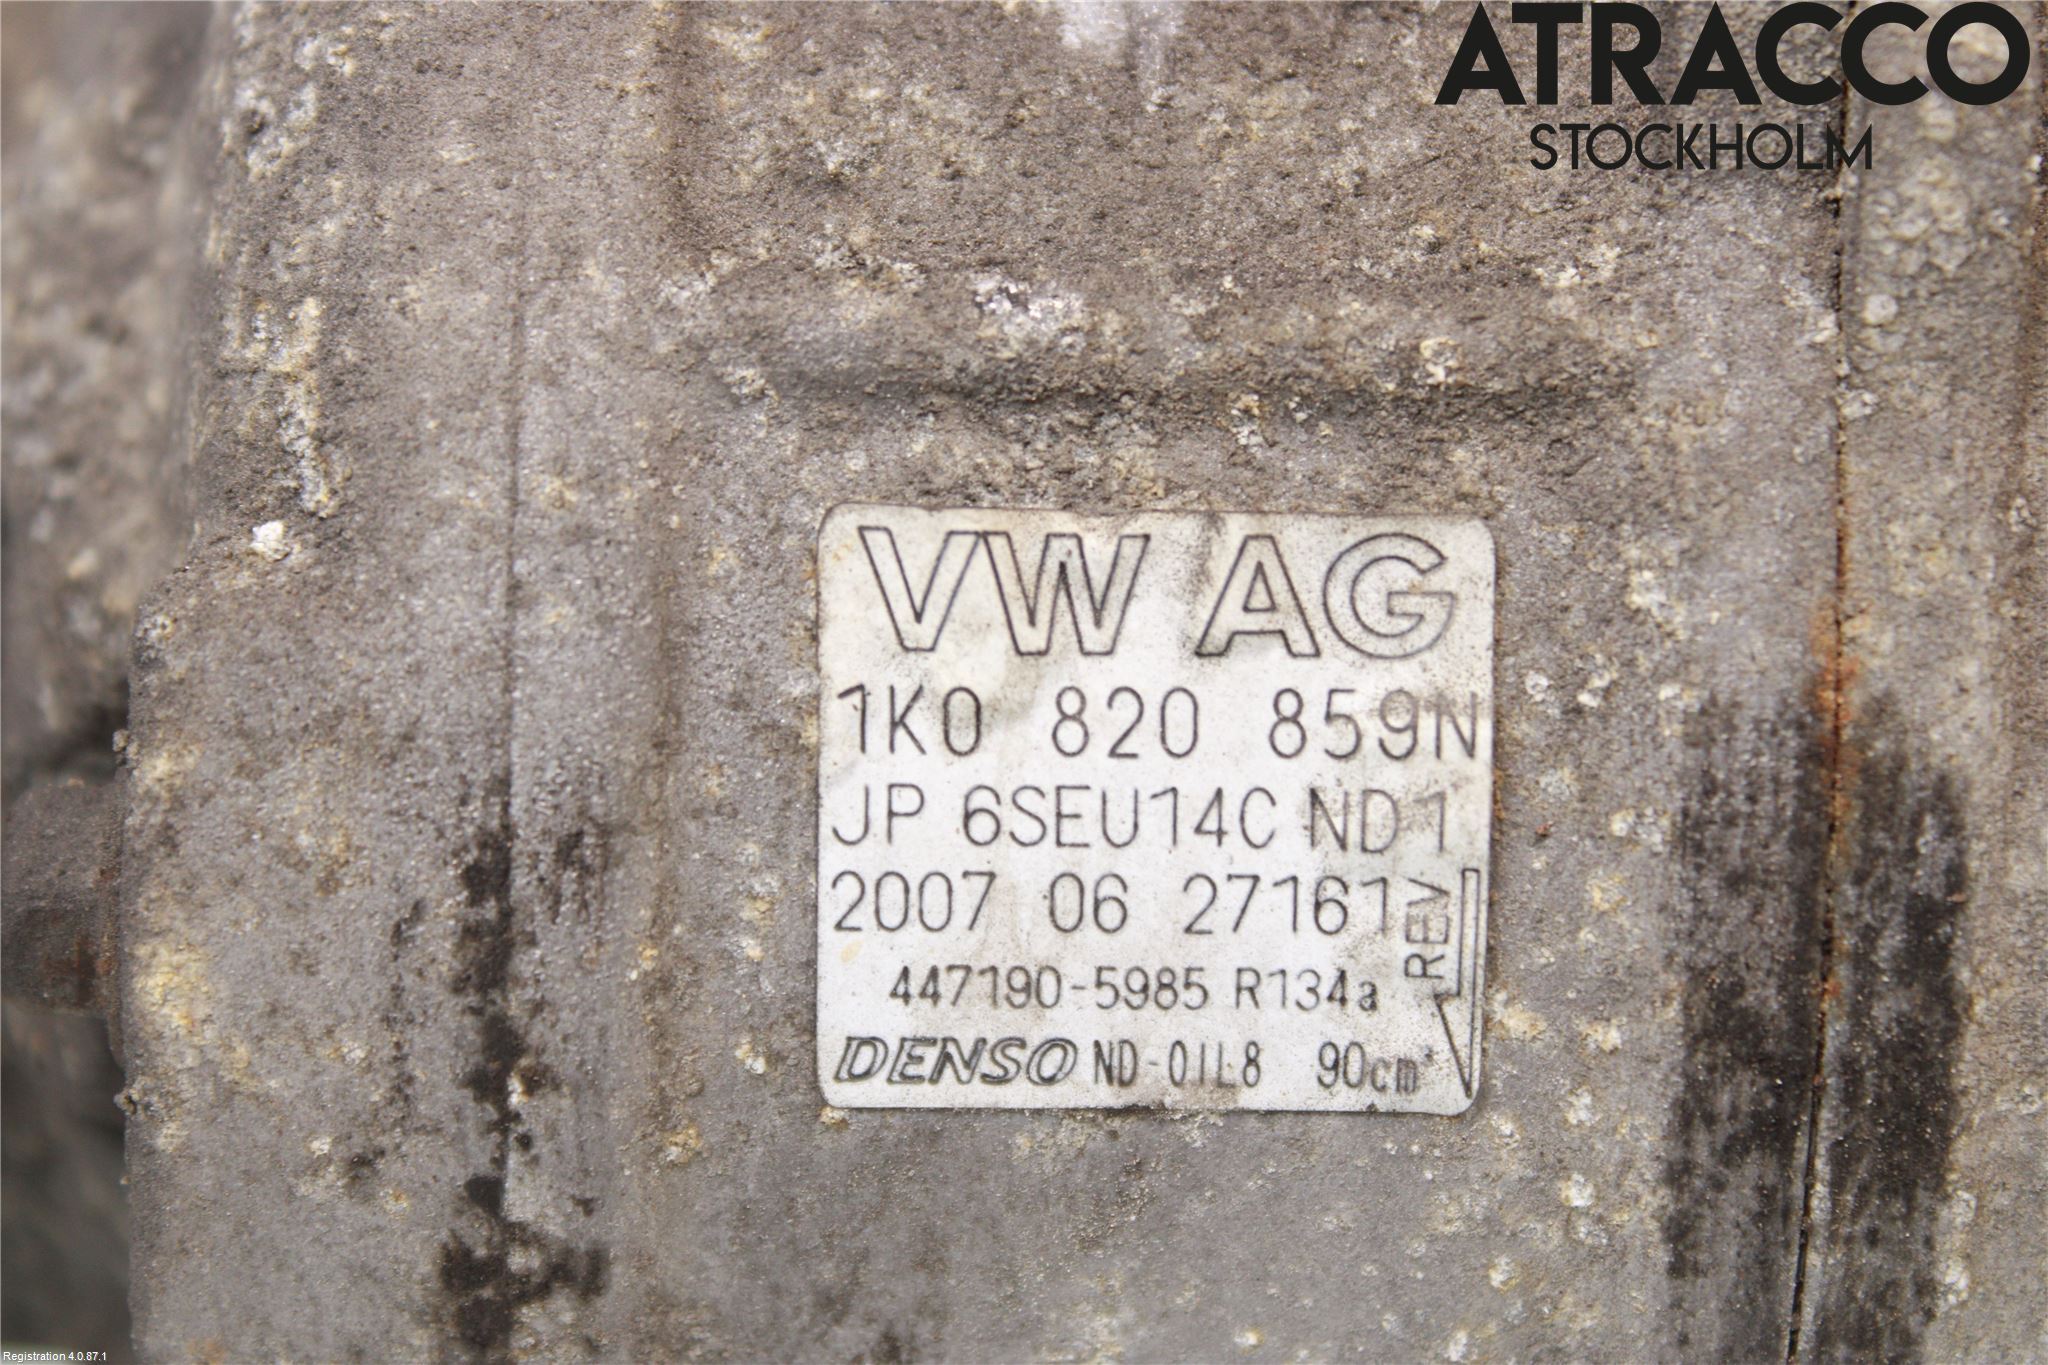 ATRACCO
STOCKHOLM
VW AG
1K0 820 859N
JP 6SEU14C ND1
2007 06 27161
REV
447190-5985 R134a
DENSO ND-OIL8 90cm³
Registration 4.0.87.1